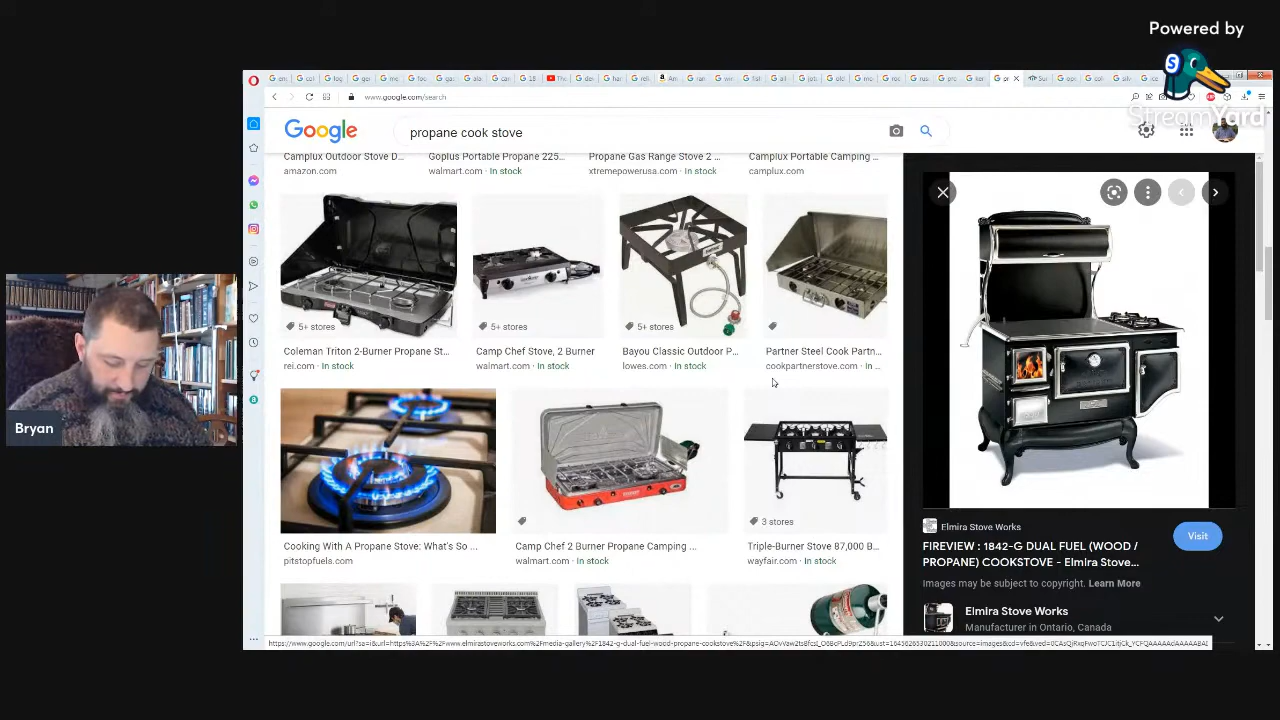 Powered by
StreamYard
www.google.com/search
Google
propane cook stove
Camplux Outdoor Stove D...
amazon.com
Goplus Portable Propane 225...
walmart.com · In stock
Propane Gas Range Stove 2 ...
xtremepowerusa.com · In stock
Camplux Portable Camping ...
camplux.com
5+ stores
5+ stores
5+ stores
Coleman Triton 2-Burner Propane St...
rei.com · In stock
Camp Chef Stove, 2 Burner
walmart.com · In stock
Bayou Classic Outdoor P...
lowes.com · In stock
Partner Steel Cook Partn...
cookpartnerstove.com · In ...
3 stores
Cooking With A Propane Stove: What's So ...
pitstopfuels.com
Camp Chef 2 Burner Propane Camping ...
walmart.com · In stock
Triple-Burner Stove 87,000 B...
wayfair.com · In stock
Elmira Stove Works
FIREVIEW : 1842-G DUAL FUEL (WOOD /
PROPANE) COOKSTOVE - Elmira Stove...
Visit
Images may be subject to copyright. Learn More
Elmira Stove Works
Manufacturer in Ontario, Canada
Bryan